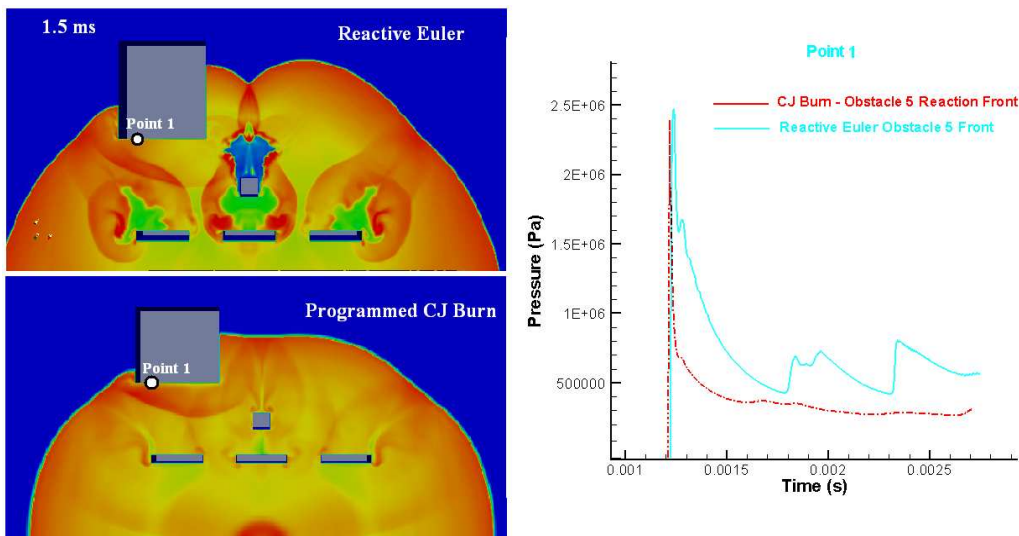 1.5 ms
Reactive Euler
Point 1
Programmed CJ Burn
Point 1
Point 1
CJ Burn - Obstacle 5 Reaction Front
Reactive Euler Obstacle 5 Front
2.5E+06
2E+06
1.5E+06
1E+06
500000
Pressure (Pa)
0.001
0.0015
0.002
0.0025
Time (s)